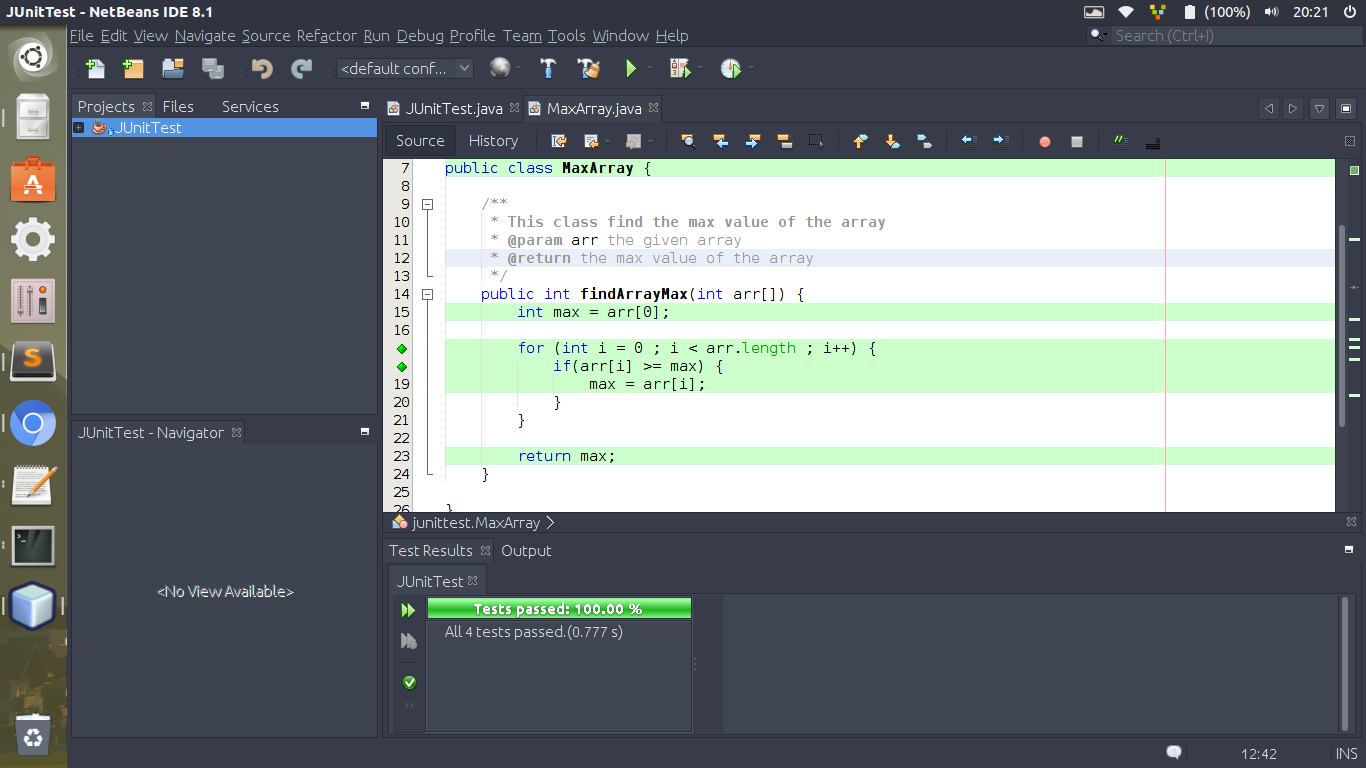 JUnitTest - NetBeans IDE 8.1
(100%) 20:21
File Edit View Navigate Source Refactor Run Debug Profile Team Tools Window Help
Search (Ctrl+I)
<default conf...
Projects Files Services
JUnitTest
JUnitTest - Navigator
<No View Available>
JUnitTest.java MaxArray.java
Source History
7 public class MaxArray {
8
9 /**
10 * This class find the max value of the array
11 * @param arr the given array
12 * @return the max value of the array
13 */
14 public int findArrayMax(int arr[]) {
15 int max = arr[0];
16
for (int i = 0 ; i < arr.length ; i++) {
if(arr[i] >= max) {
19 max = arr[i];
20 }
21 }
22
23 return max;
24 }
25
26 }
junittest.MaxArray
Test Results Output
JUnitTest
Tests passed: 100.00 %
All 4 tests passed.(0.777 s)
12:42 INS